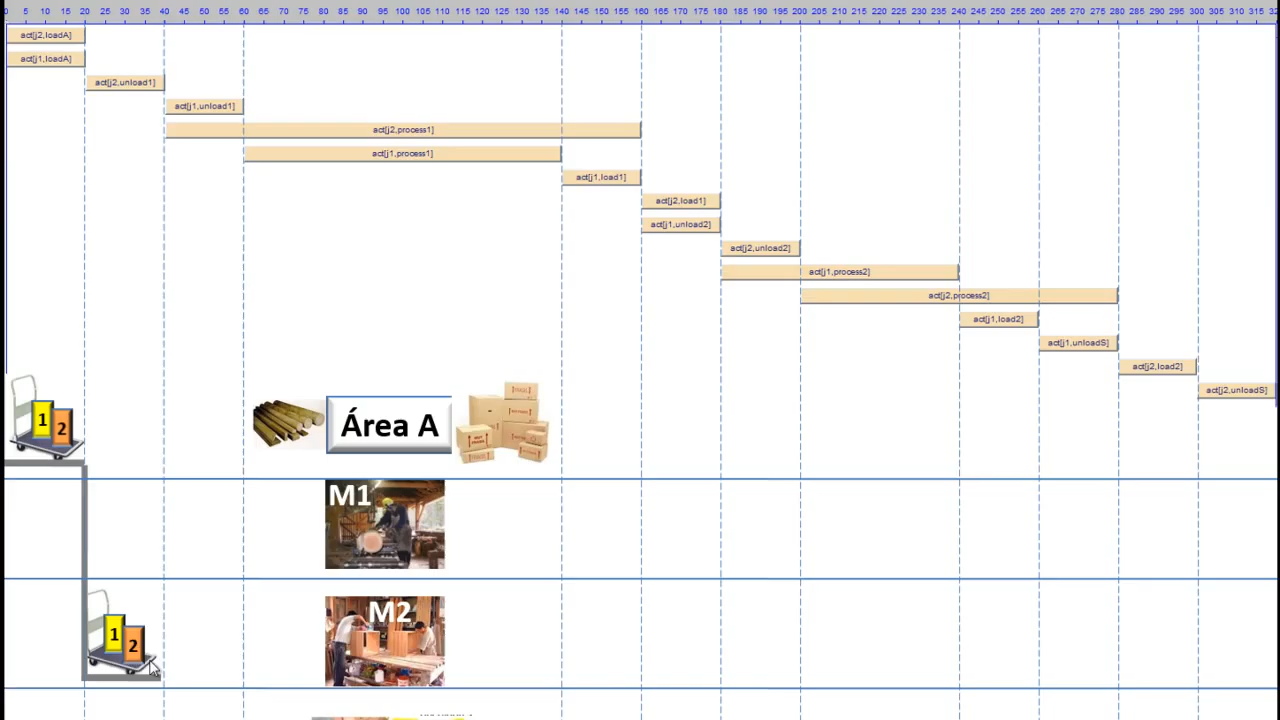 0 5 10 15 20 25 30 35 40 45 50 55 60 65 70 75 80 85 90 95 100 105 110 115 120 125 130 135 140 145 150 155 160 165 170 175 180 185 190 195 200 205 210 215 220 225 230 235 240 245 250 255 260 265 270 275 280 285 290 295 300 305 310 315
act[j2,loadA]
act[j1,loadA]
act[j2,unload1]
act[j1,unload1]
act[j2,process1]
act[j1,process1]
act[j1,load1]
act[j2,load1]
act[j1,unload2]
act[j2,unload2]
act[j1,process2]
act[j2,process2]
act[j1,load2]
act[j1,unloadS]
act[j2,load2]
act[j2,unloadS]
1 2
Área A
M1
M2
1 2